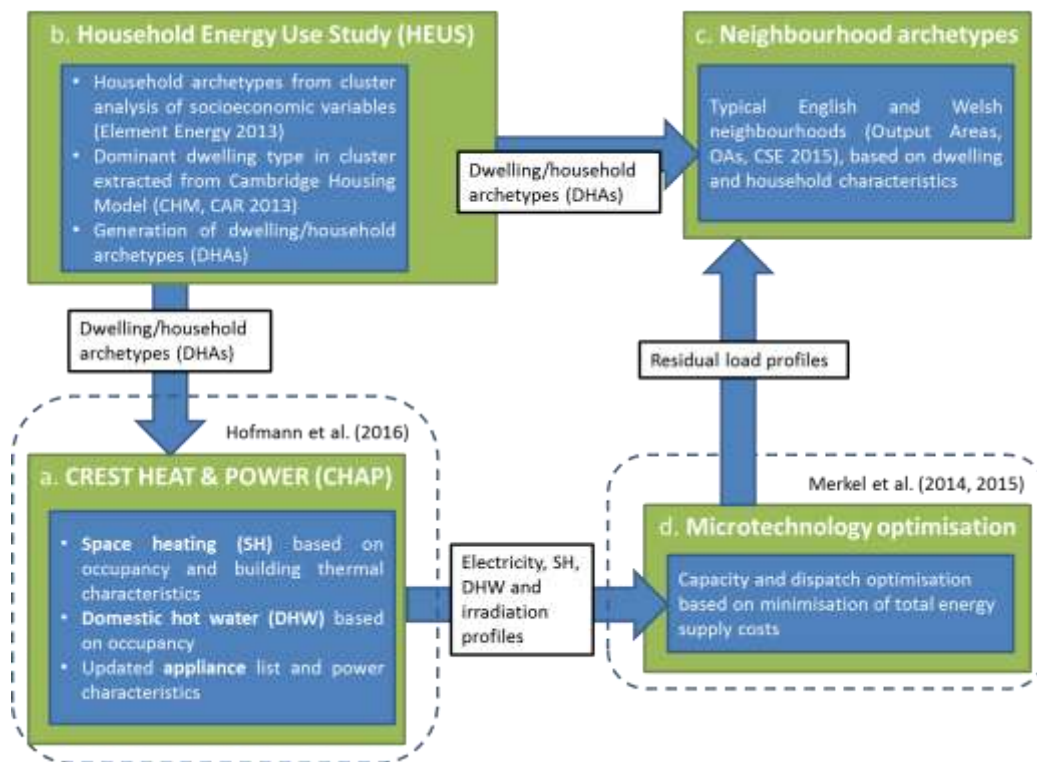 b. Household Energy Use Study (HEUS)
• Household archetypes from cluster
analysis of socioeconomic variables
(Element Energy 2013)
• Dominant dwelling type in cluster
extracted from Cambridge Housing
Model (CHM, CAR 2013)
• Generation of dwelling/household
archetypes (DHAs)
Dwelling/household
archetypes (DHAs)
c. Neighbourhood archetypes
Typical English and Welsh
neighbourhoods (Output Areas,
OAs, CSE 2015), based on dwelling
and household characteristics
Dwelling/household
archetypes (DHAs)
Residual load profiles
Hofmann et al. (2016)
a. CREST HEAT & POWER (CHAP)
• Space heating (SH) based on
occupancy and building thermal
characteristics
• Domestic hot water (DHW) based
on occupancy
• Updated appliance list and power
characteristics
Electricity, SH,
DHW and
irradiation
profiles
Merkel et al. (2014, 2015)
d. Microtechnology optimisation
Capacity and dispatch optimisation
based on minimisation of total energy
supply costs